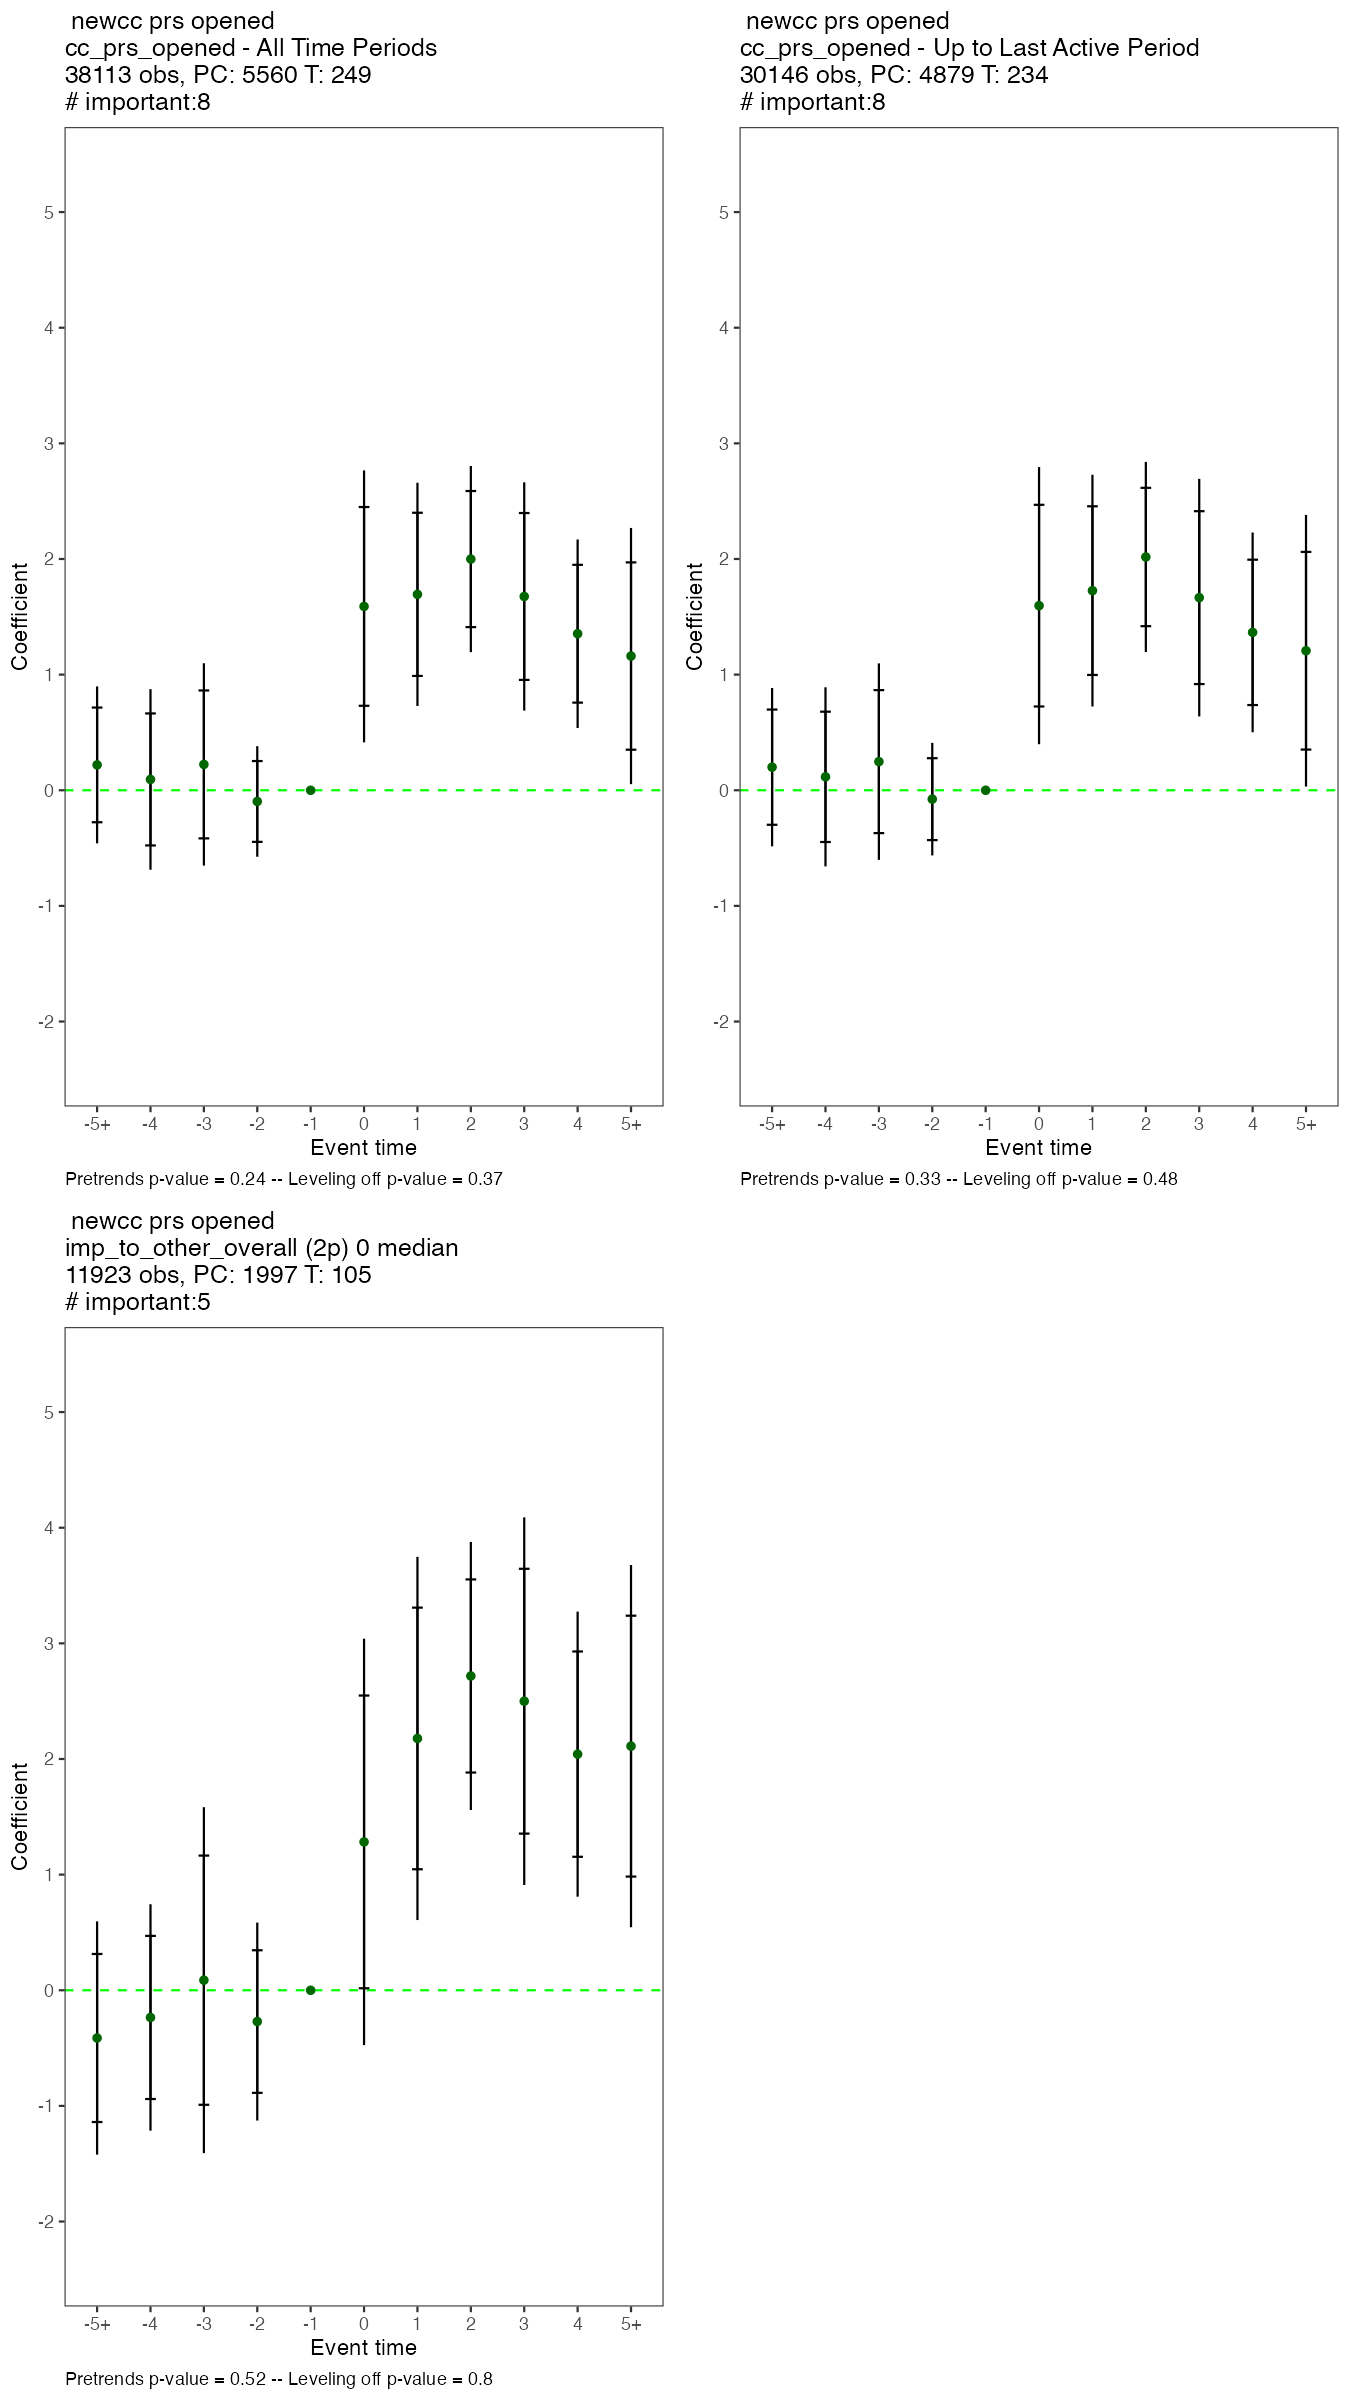 newcc prs opened
cc_prs_opened - All Time Periods
38113 obs, PC: 5560 T: 249
# important:8
5
4
3
2
1
0
-1
-2
Coefficient
-5+ -4 -3 -2 -1 0 1 2 3 4 5+
Event time
Pretrends p-value = 0.24 -- Leveling off p-value = 0.37
newcc prs opened
cc_prs_opened - Up to Last Active Period
30146 obs, PC: 4879 T: 234
# important:8
5
4
3
2
1
0
-1
-2
Coefficient
-5+ -4 -3 -2 -1 0 1 2 3 4 5+
Event time
Pretrends p-value = 0.33 -- Leveling off p-value = 0.48
newcc prs opened
imp_to_other_overall (2p) 0 median
11923 obs, PC: 1997 T: 105
# important:5
5
4
3
2
1
0
-1
-2
Coefficient
-5+ -4 -3 -2 -1 0 1 2 3 4 5+
Event time
Pretrends p-value = 0.52 -- Leveling off p-value = 0.8